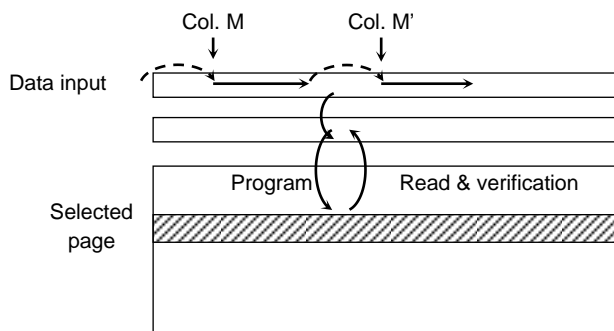 Col. M
Col. M’
Data input
Program
Read & verification
Selected
page